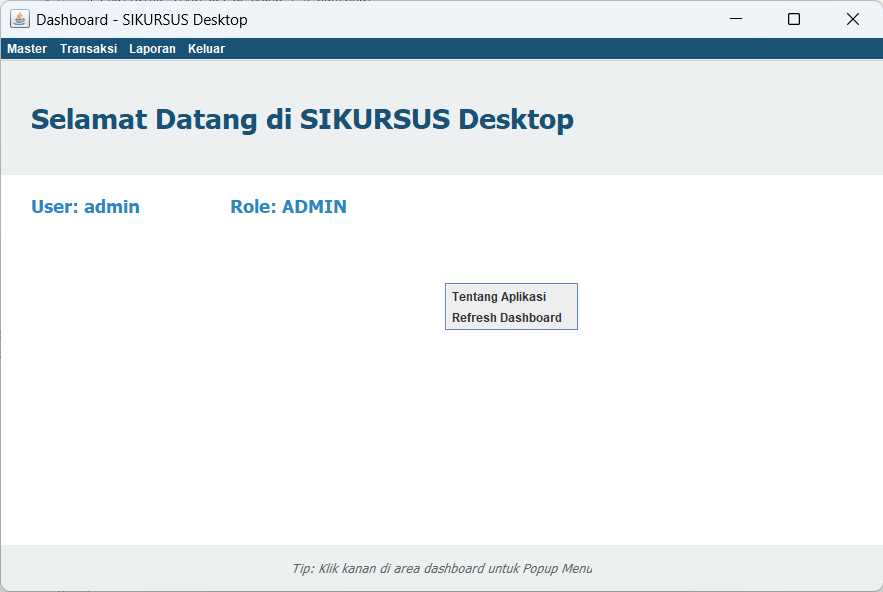 Dashboard - SIKURSUS Desktop
Master Transaksi Laporan Keluar
Selamat Datang di SIKURSUS Desktop
User: admin Role: ADMIN
Tentang Aplikasi
Refresh Dashboard
Tip: Klik kanan di area dashboard untuk Popup Menu